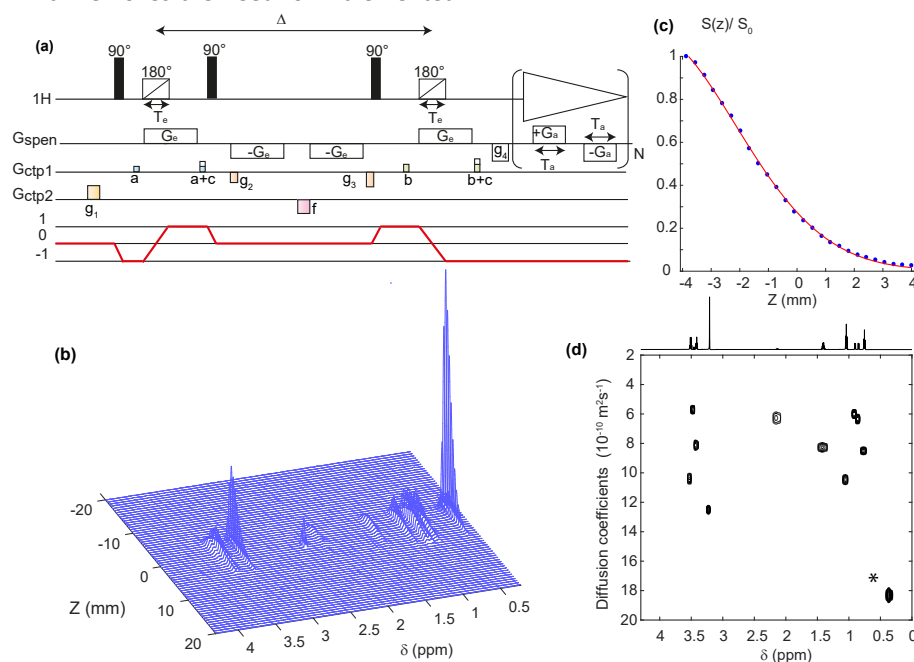 Δ
(a)
90° 90° 90°
180° 180°
1H
Te Te
Gspen
Ge -Ge -Ge Ge g4 +Ga Ta
Ta -Ga N
Gctp1
a a+c g2 g3 b b+c
Gctp2
g1 f
1
0
-1
(b)
-20
-10
0
10
20
Z (mm)
4 3.5 3 2.5 2 1.5 1 0.5
δ (ppm)
(c)
S(z)/ S0
1
0.8
0.6
0.4
0.2
0
-4 -3 -2 -1 0 1 2 3 4
Z (mm)
(d)
2
4
6
8
10
12
14
16
18
20
Diffusion coefficients (10-10 m2s-1)
*
4 3.5 3 2.5 2 1.5 1 0.5 0
δ (ppm)